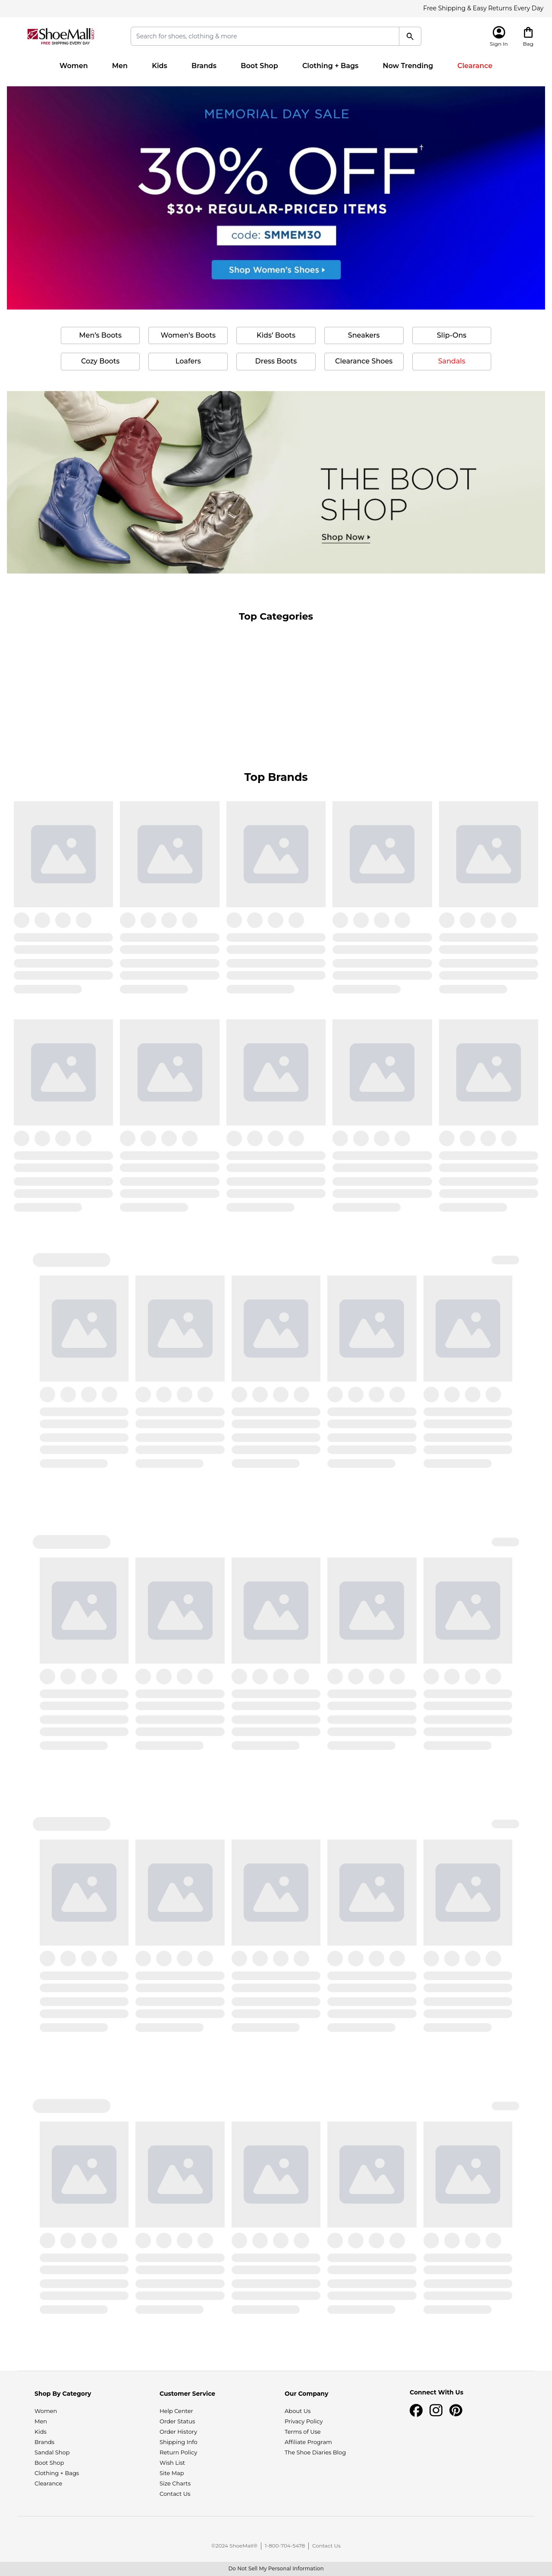 Free Shipping & Easy Returns Every Day
ShoeMall
FREE SHIPPING EVERY DAY
Search for shoes, clothing & more
Sign In
Bag
Women Men Kids Brands Boot Shop Clothing + Bags Now Trending Clearance
MEMORIAL DAY SALE
30% OFF†
$30+ REGULAR-PRICED ITEMS
code: SMMEM30
Shop Women's Shoes
Men's Boots Women's Boots Kids' Boots Sneakers Slip-Ons
Cozy Boots Loafers Dress Boots Clearance Shoes Sandals
THE BOOT
SHOP
Shop Now
Top Categories
Top Brands
Shop By Category
Women
Men
Kids
Brands
Sandal Shop
Boot Shop
Clothing + Bags
Clearance
Customer Service
Help Center
Order Status
Order History
Shipping Info
Return Policy
Wish List
Site Map
Size Charts
Contact Us
Our Company
About Us
Privacy Policy
Terms of Use
Affiliate Program
The Shoe Diaries Blog
Connect With Us
©2024 ShoeMall® | 1-800-704-5478 | Contact Us
Do Not Sell My Personal Information